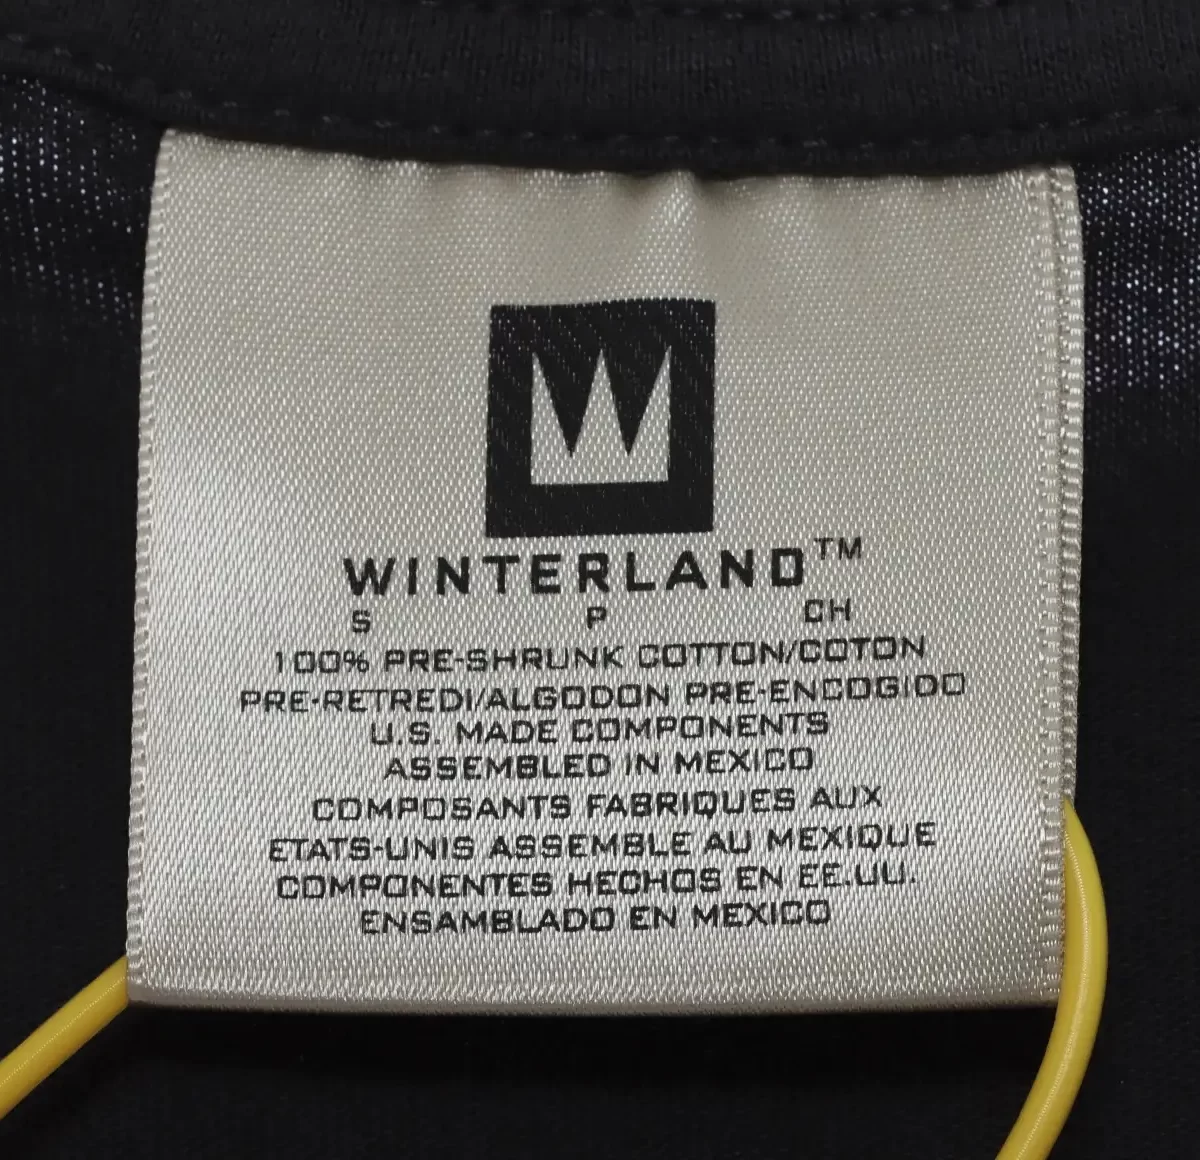 WINTERLAND™
S P CH
100% PRE-SHRUNK COTTON/COTON
PRE-RETREDI/ALGODON PRE-ENCOGIDO
U.S. MADE COMPONENTS
ASSEMBLED IN MEXICO
COMPOSANTS FABRIQUES AUX
ETATS-UNIS ASSEMBLE AU MEXIQUE
COMPONENTES HECHOS EN EE.UU.
ENSAMBLADO EN MEXICO